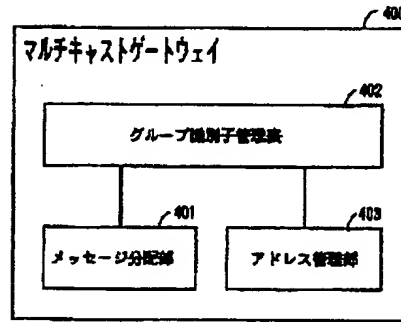 400
マルチキャストゲートウェイ
402
グループ識別子管理表
401
403
メッセージ分配部
アドレス管理部